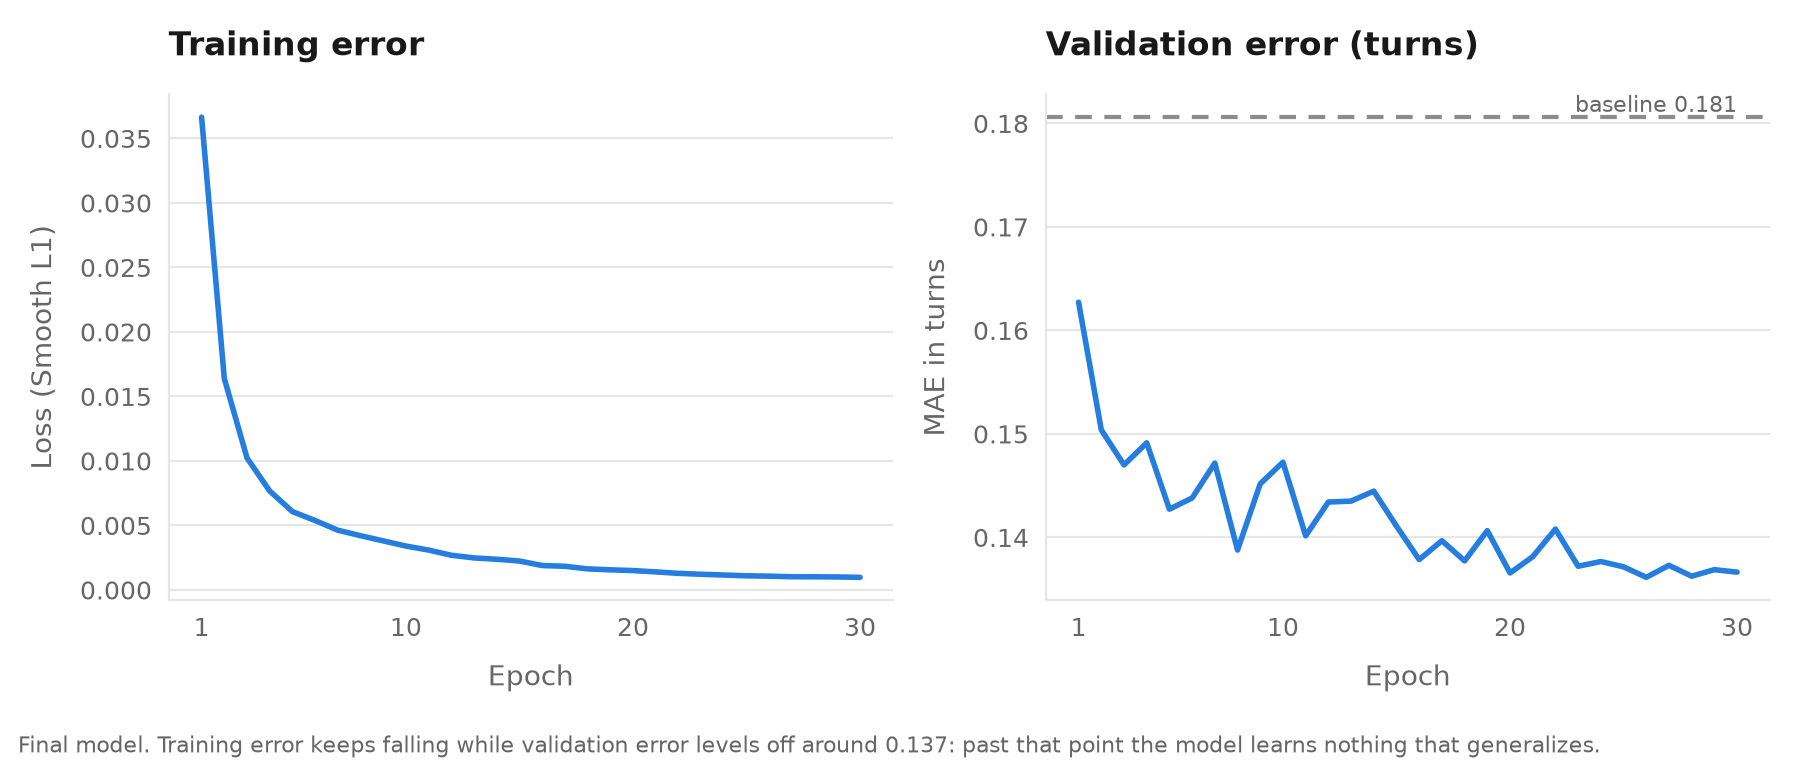 Training error
Loss (Smooth L1)
0.035
0.030
0.025
0.020
0.015
0.010
0.005
0.000
1 10 20 30
Epoch
Validation error (turns)
MAE in turns
baseline 0.181
0.18
0.17
0.16
0.15
0.14
1 10 20 30
Epoch
Final model. Training error keeps falling while validation error levels off around 0.137: past that point the model learns nothing that generalizes.